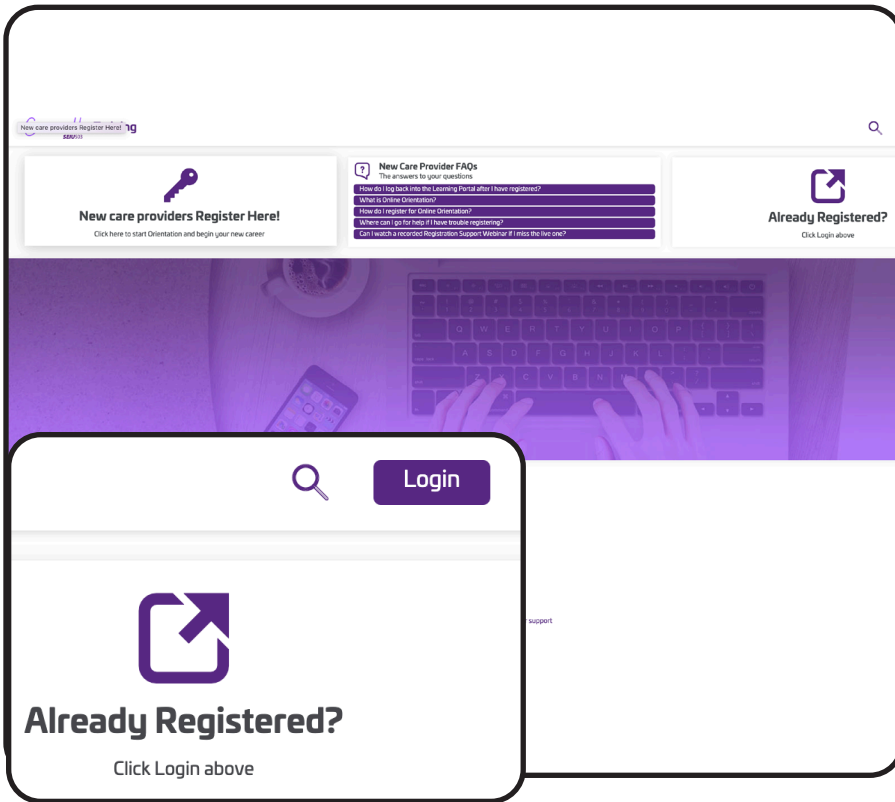 New care providers Register Here!
SEIU 503
New care providers Register Here!
Click here to start Orientation and begin your new career
New Care Provider FAQs
The answers to your questions
How do I log back into the Learning Portal after I have registered?
What is Online Orientation?
How do I register for Online Orientation?
Where can I go for help if I have trouble registering?
Can I watch a recorded Registration Support Webinar if I miss the live one?
Already Registered?
Click Login above
Q W E R T Y U I O P
A S D F G H J K L
Z X C V B N M
support
Login
Already Registered?
Click Login above